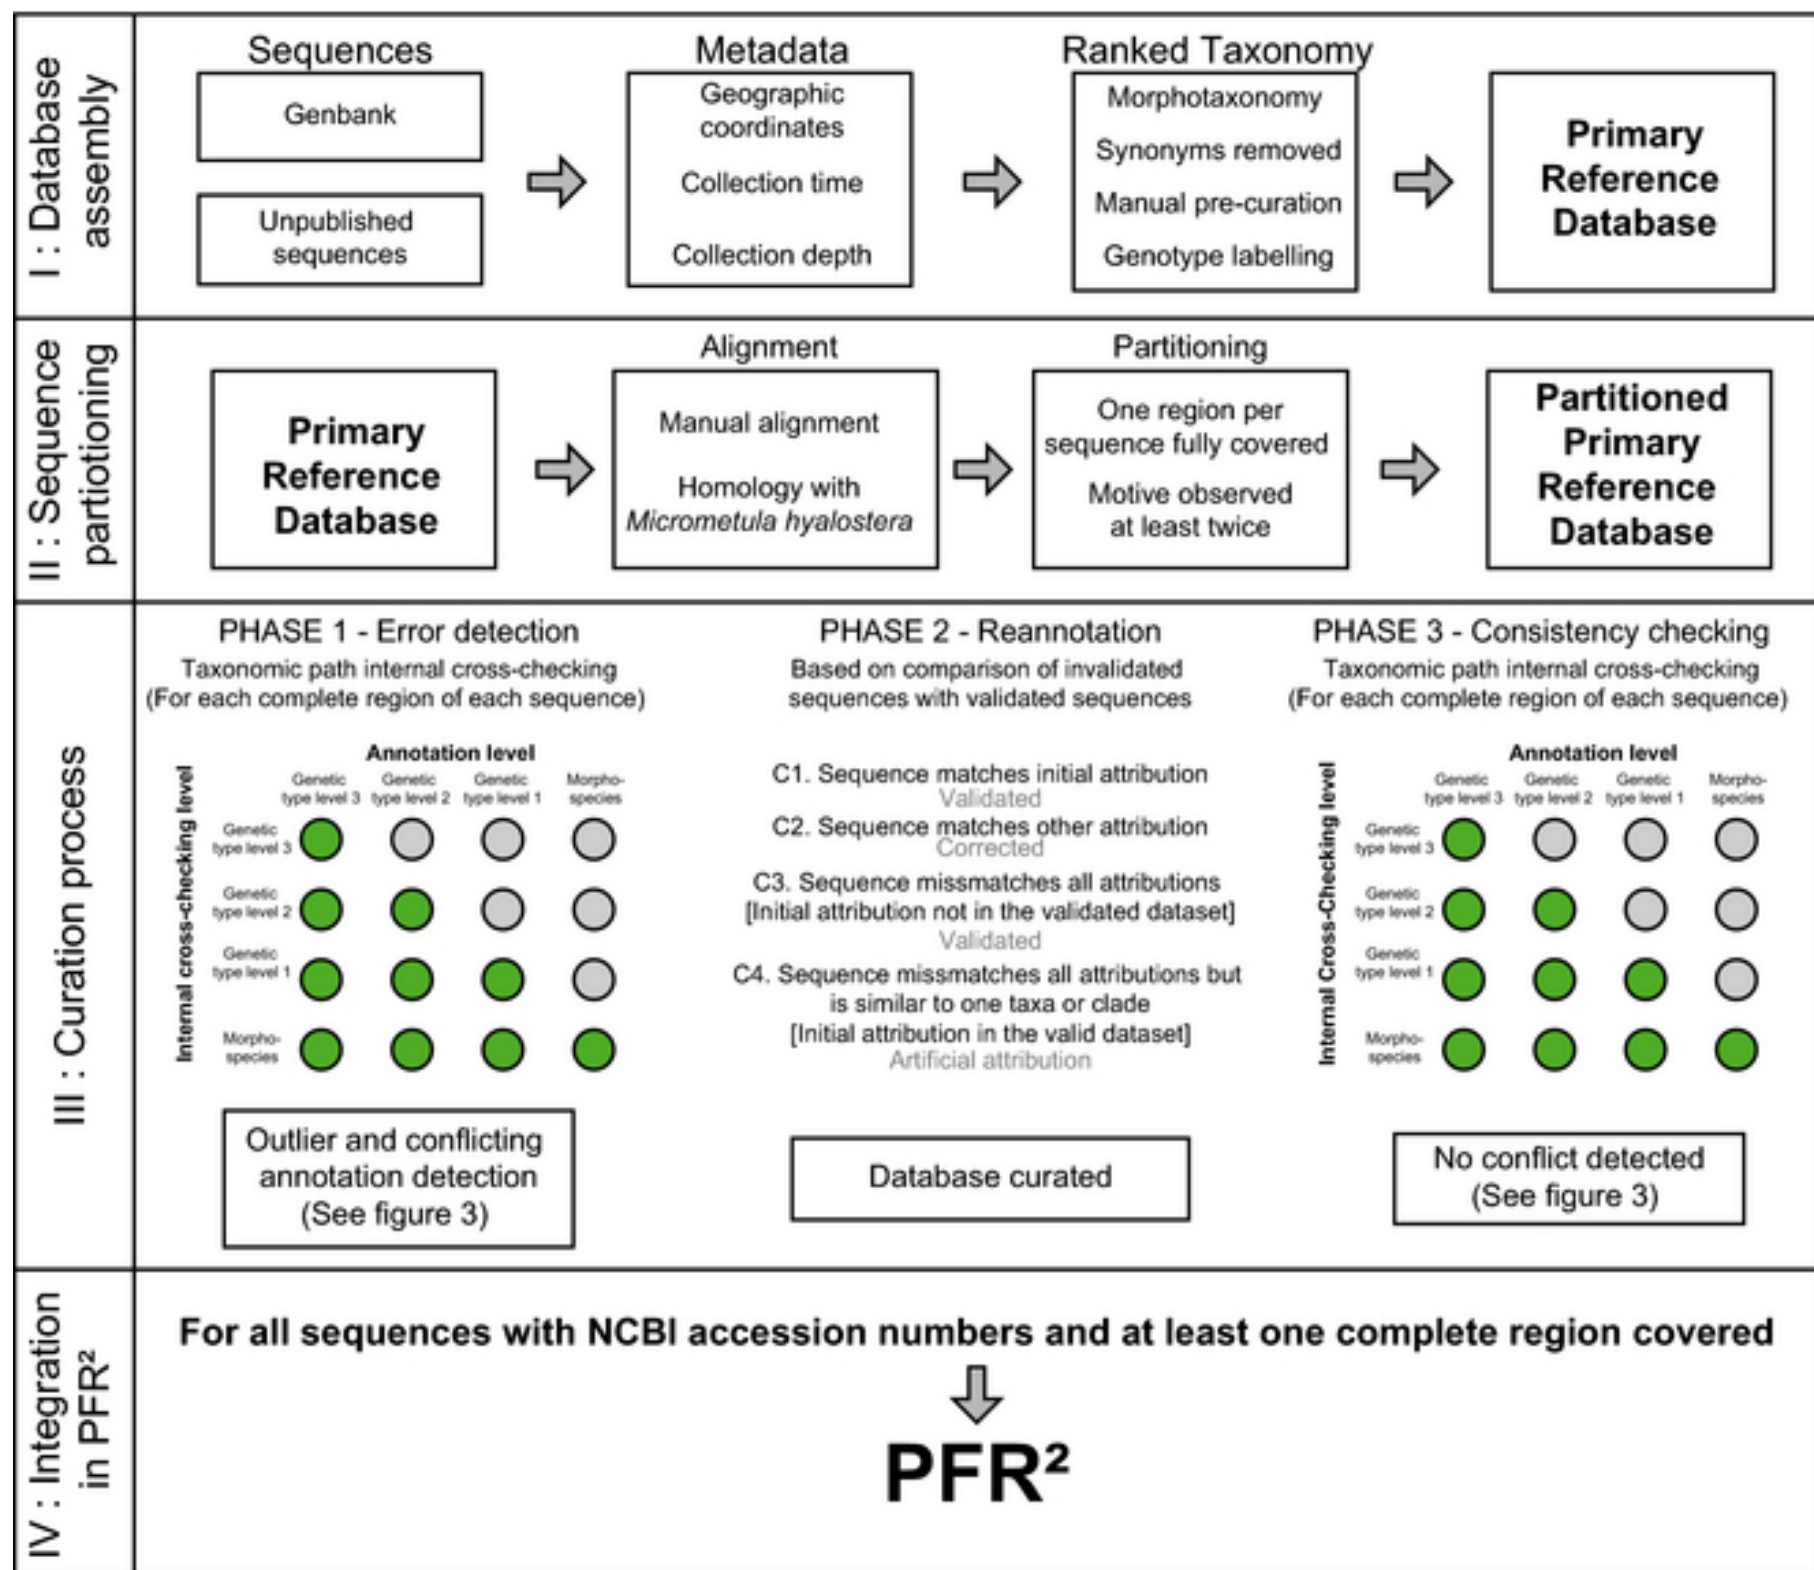 I : Database
assembly
Sequences
Genbank
Unpublished
sequences
Metadata
Geographic
coordinates
Collection time
Collection depth
Ranked Taxonomy
Morphotaxonomy
Synonyms removed
Manual pre-curation
Genotype labelling
Primary
Reference
Database
II : Sequence
partiotioning
Primary
Reference
Database
Alignment
Manual alignment
Homology with
Micrometula hyalostera
Partitioning
One region per
sequence fully covered
Motive observed
at least twice
Partitioned
Primary
Reference
Database
III : Curation process
PHASE 1 - Error detection
Taxonomic path internal cross-checking
(For each complete region of each sequence)
Annotation level
Genetic
type level 3
Genetic
type level 2
Genetic
type level 1
Morpho-
species
Internal cross-checking level
Genetic
type level 3
Genetic
type level 2
Genetic
type level 1
Morpho-
species
Outlier and conflicting
annotation detection
(See figure 3)
PHASE 2 - Reannotation
Based on comparison of invalidated
sequences with validated sequences
C1. Sequence matches initial attribution
Validated
C2. Sequence matches other attribution
Corrected
C3. Sequence missmatches all attributions
[Initial attribution not in the validated dataset]
Validated
C4. Sequence missmatches all attributions but
is similar to one taxa or clade
[Initial attribution in the valid dataset]
Artificial attribution
Database curated
PHASE 3 - Consistency checking
Taxonomic path internal cross-checking
(For each complete region of each sequence)
Annotation level
Genetic
type level 3
Genetic
type level 2
Genetic
type level 1
Morpho-
species
Internal Cross-Checking level
Genetic
type level 3
Genetic
type level 2
Genetic
type level 1
Morpho-
species
No conflict detected
(See figure 3)
IV : Integration
in PFR²
For all sequences with NCBI accession numbers and at least one complete region covered
PFR²